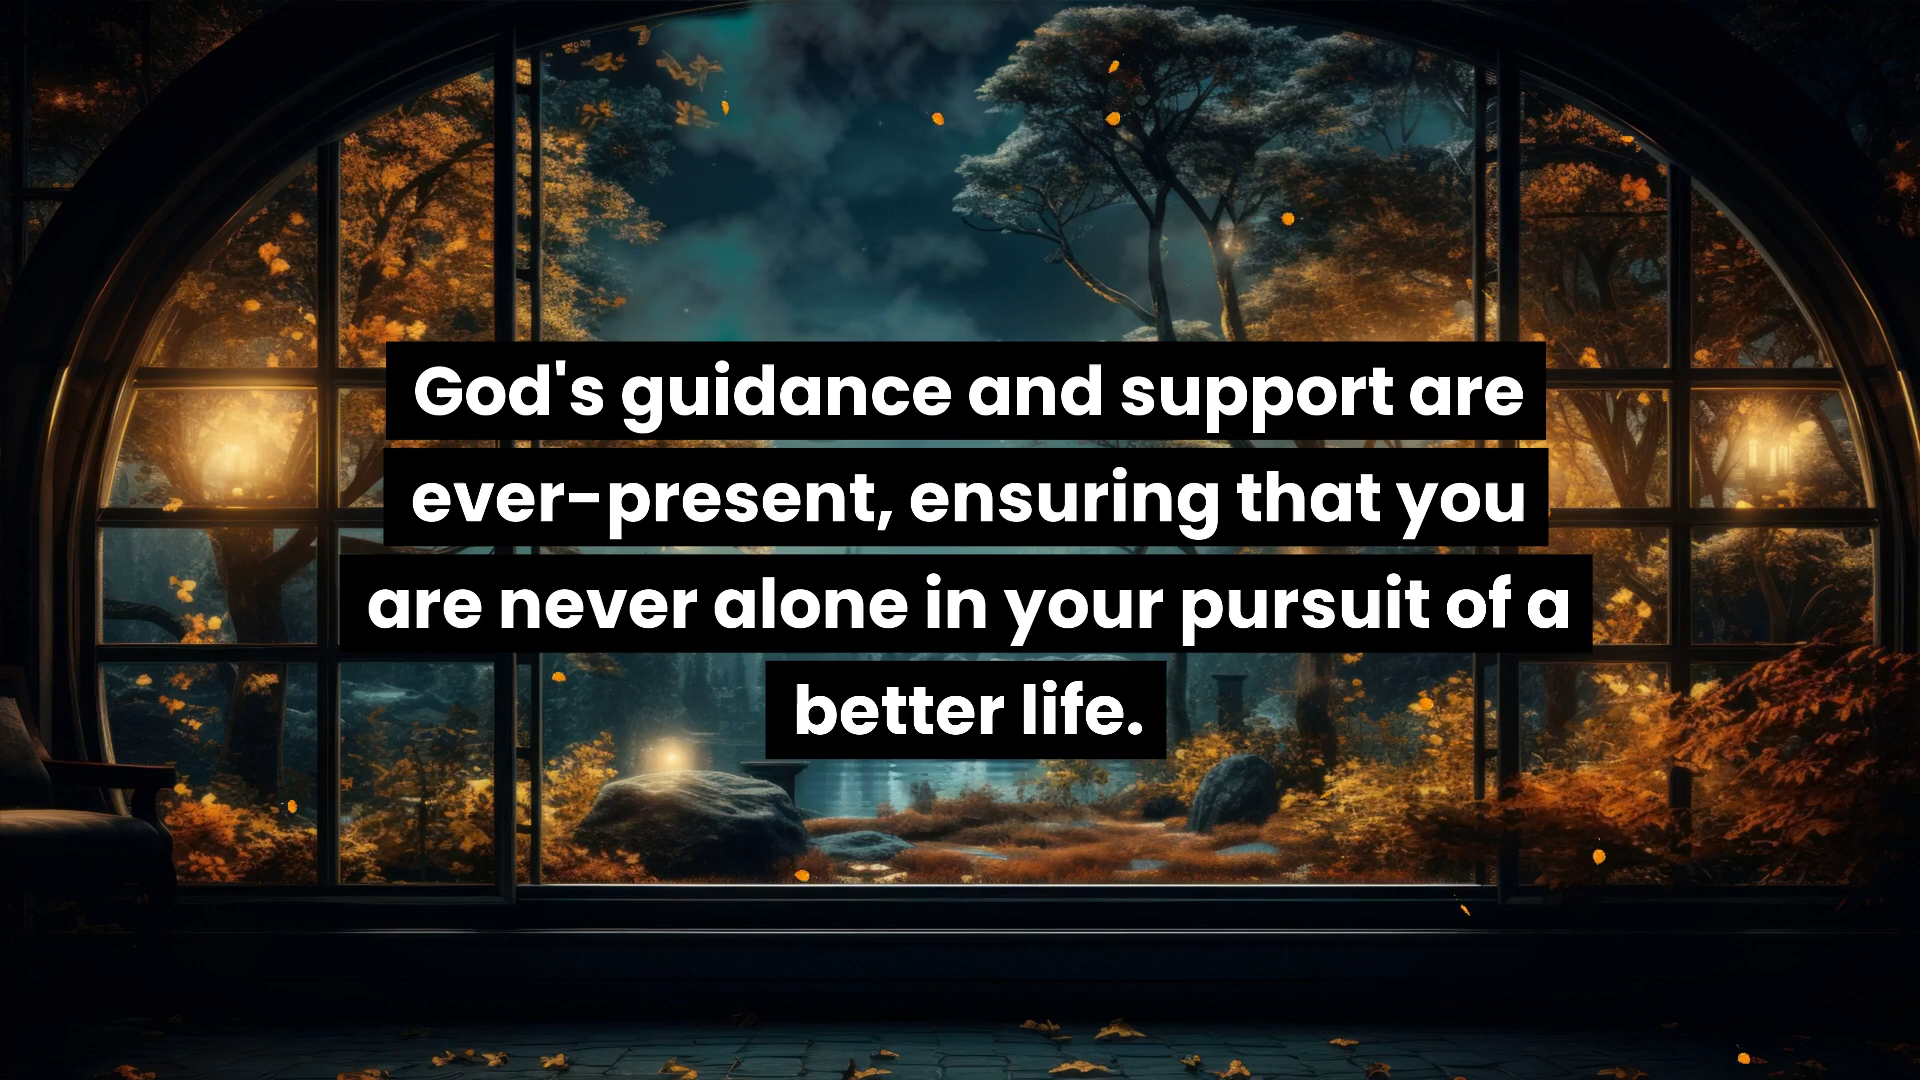 God's guidance and support are
ever-present, ensuring that you
are never alone in your pursuit of a
better life.